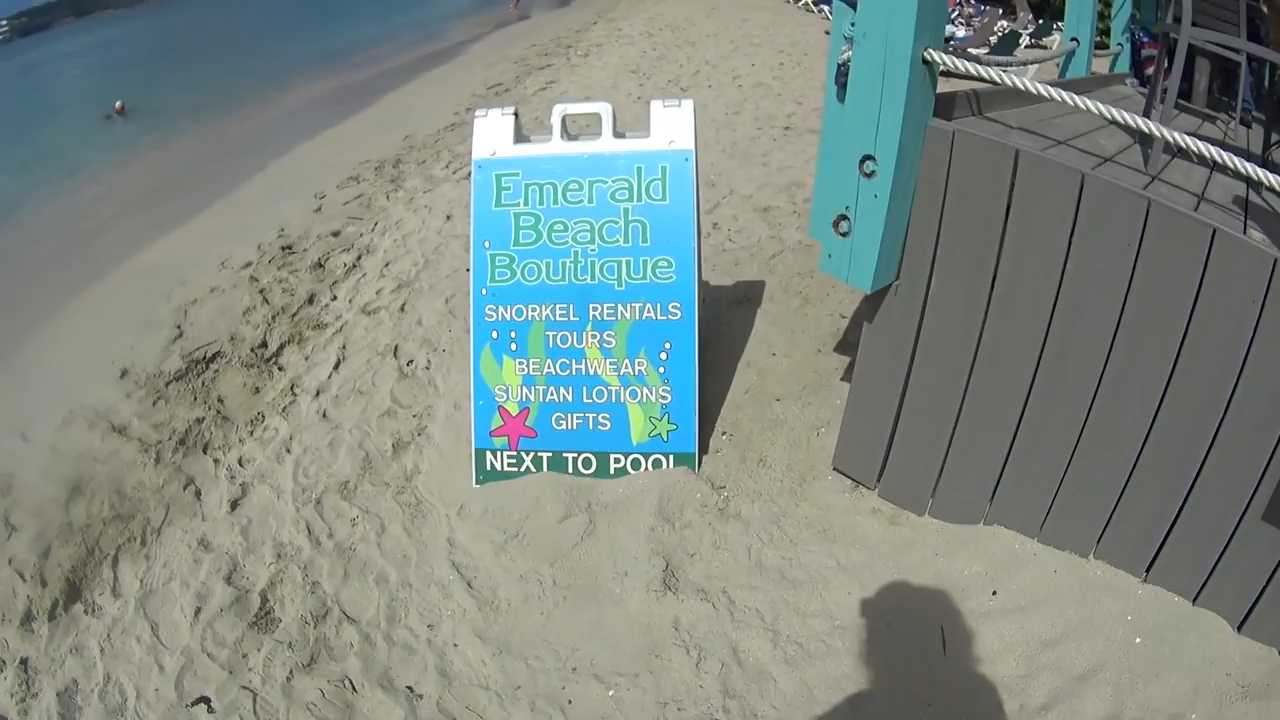 Emerald
Beach
Boutique
SNORKEL RENTALS
TOURS
BEACHWEAR
SUNTAN LOTIONS
GIFTS
NEXT TO POOL